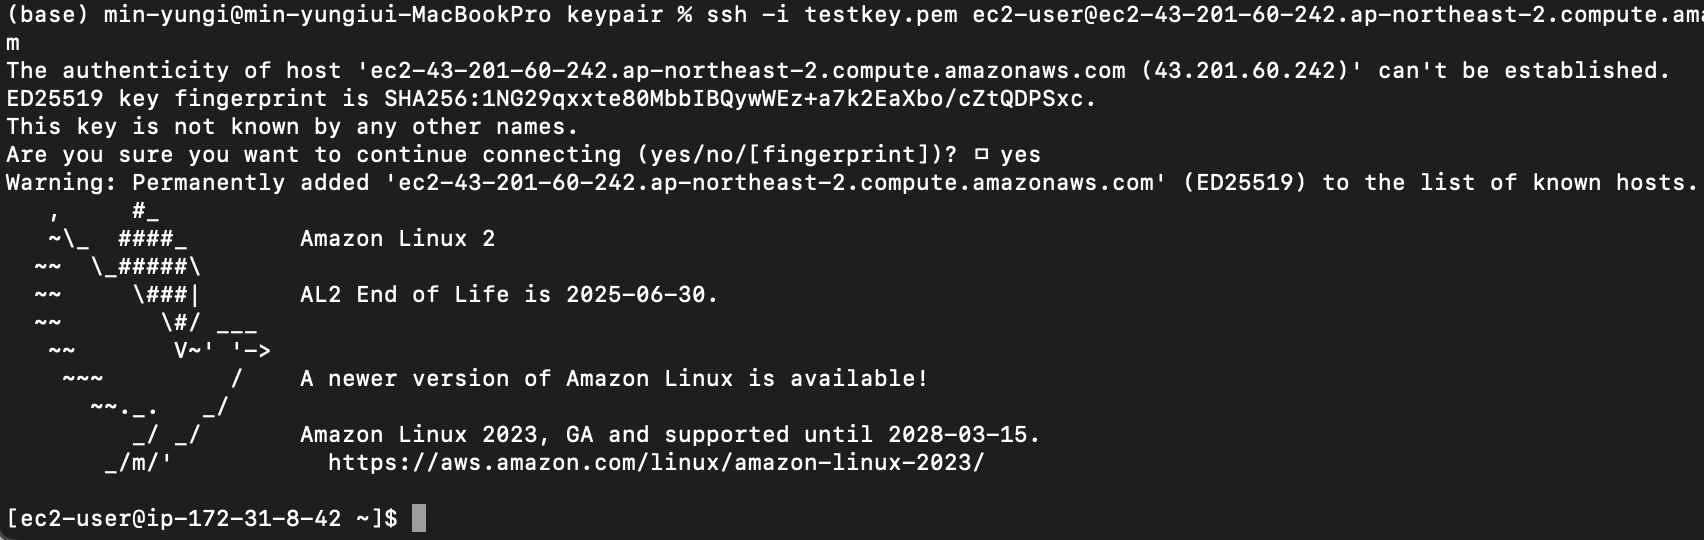 (base) min-yungi@min-yungiui-MacBookPro keypair % ssh -i testkey.pem ec2-user@ec2-43-201-60-242.ap-northeast-2.compute.ama
m
The authenticity of host 'ec2-43-201-60-242.ap-northeast-2.compute.amazonaws.com (43.201.60.242)' can't be established.
ED25519 key fingerprint is SHA256:1NG29qxxte80MbbIBQywWEz+a7k2EaXbo/cZtQDPSxc.
This key is not known by any other names.
Are you sure you want to continue connecting (yes/no/[fingerprint])? yes
Warning: Permanently added 'ec2-43-201-60-242.ap-northeast-2.compute.amazonaws.com' (ED25519) to the list of known hosts.
   ,     #_
   ~\_  ####_        Amazon Linux 2
  ~~  \_#####\
  ~~     \###|       AL2 End of Life is 2025-06-30.
  ~~       \#/ ___
   ~~       V~' '->
    ~~~         /    A newer version of Amazon Linux is available!
      ~~._.   _/
         _/ _/       Amazon Linux 2023, GA and supported until 2028-03-15.
       _/m/'           https://aws.amazon.com/linux/amazon-linux-2023/
[ec2-user@ip-172-31-8-42 ~]$